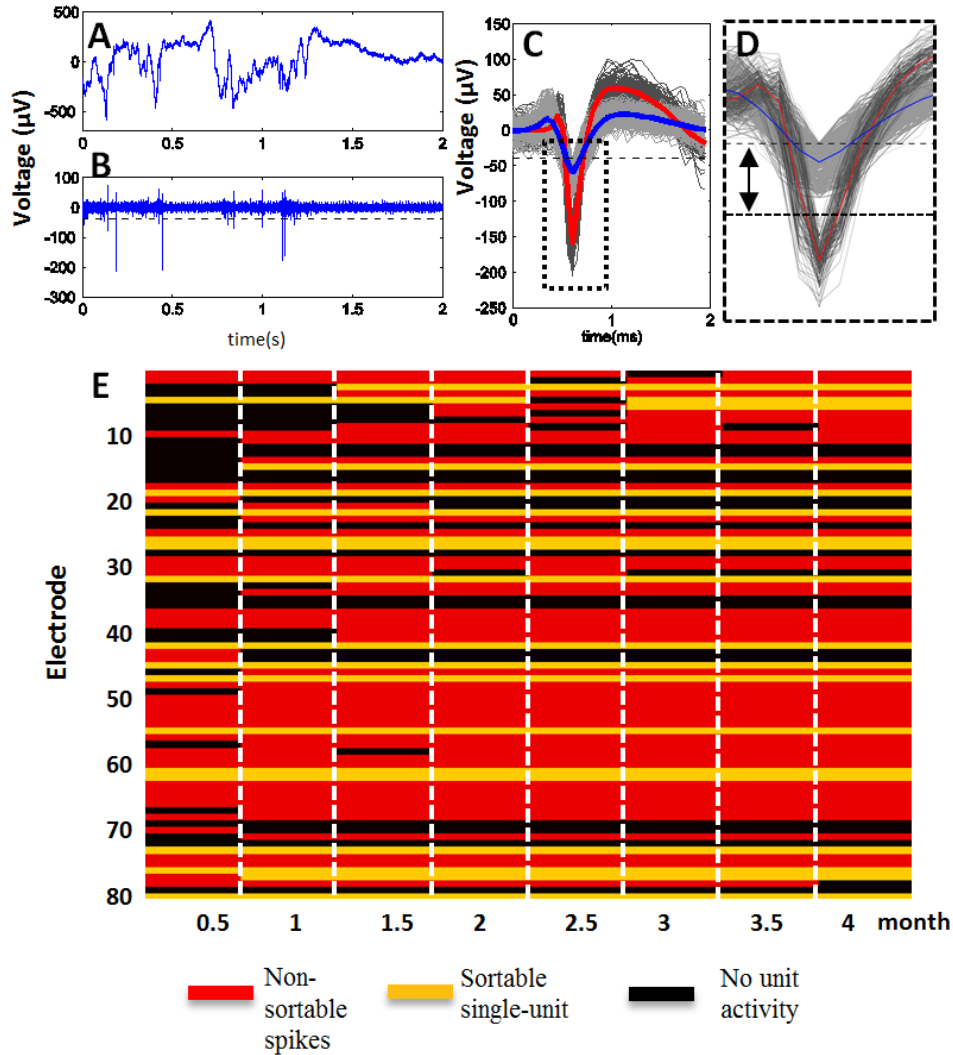 A
500
0
-500
0
0.5
1
1.5
2
B
100
0
-100
-200
-300
0
0.5
1
1.5
2
Voltage (µV)
time(s)
C
150
100
50
0
-50
-100
-150
-200
-250
0
1
2
Voltage (µV)
time(ms)
D
E
10
20
30
40
50
60
70
80
Electrode
0.5 1 1.5 2 2.5 3 3.5 4 month
Non-
sortable
spikes
Sortable
single-unit
No unit
activity